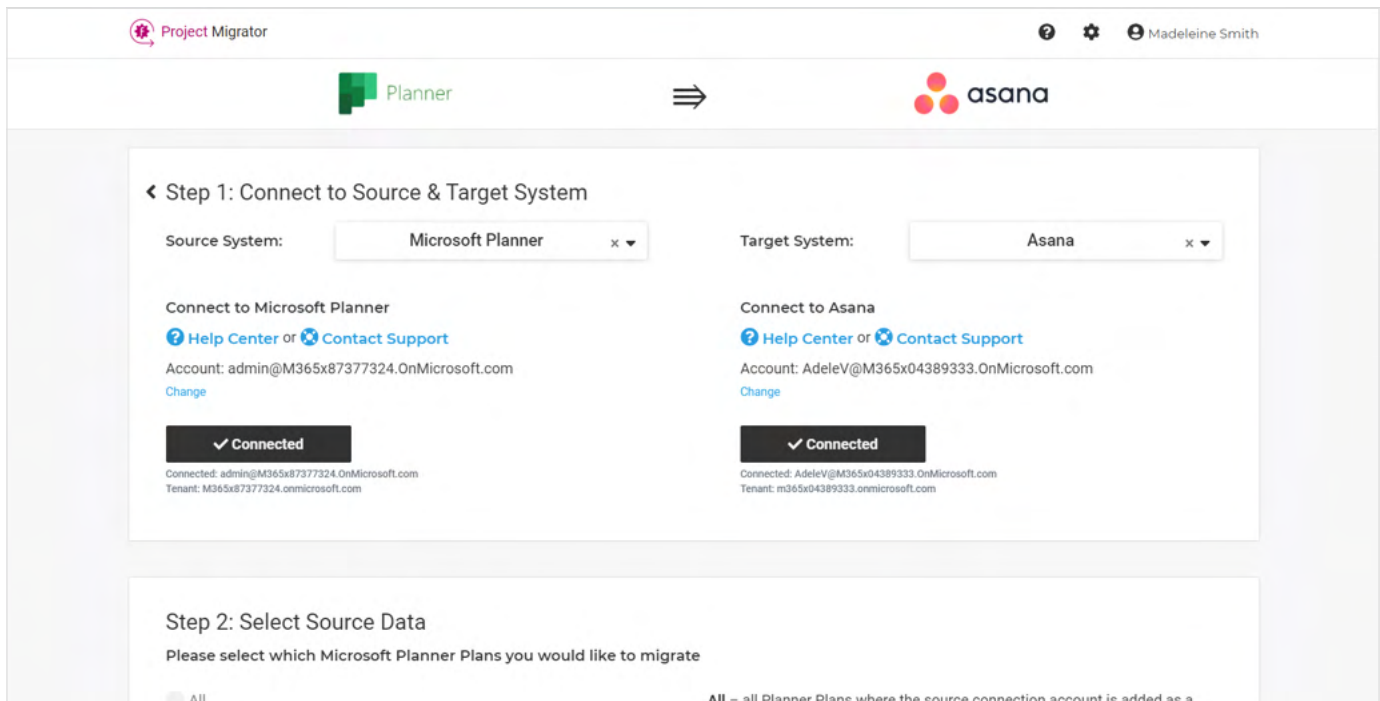 Project Migrator
Madeleine Smith
Planner
asana
Step 1: Connect to Source & Target System
Source System:
Microsoft Planner
Target System:
Asana
Connect to Microsoft Planner
Help Center or Contact Support
Account: admin@M365x87377324.OnMicrosoft.com
Change
Connected
Connected: admin@M365x87377324.OnMicrosoft.com
Tenant: M365x87377324.onmicrosoft.com
Connect to Asana
Help Center or Contact Support
Account: AdeleV@M365x04389333.OnMicrosoft.com
Change
Connected
Connected: AdeleV@M365x04389333.OnMicrosoft.com
Tenant: m365x04389333.onmicrosoft.com
Step 2: Select Source Data
Please select which Microsoft Planner Plans you would like to migrate
All
All – all Planner Plans where the source connection account is added as a